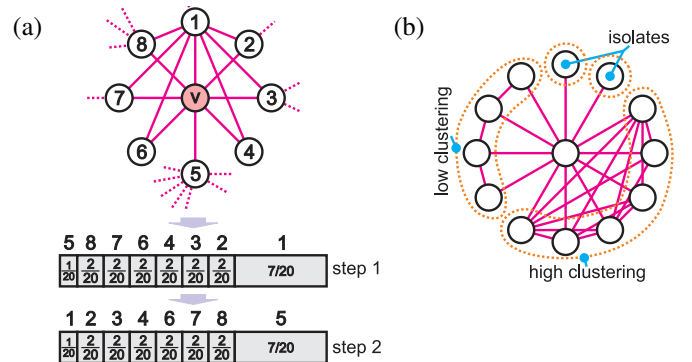 (a)
1
8
2
7
v
3
6
4
5
5 8 7 6 4 3 2 1
1/20 2/20 2/20 2/20 2/20 2/20 2/20 7/20 step 1
1 2 3 4 6 7 8 5
1/20 2/20 2/20 2/20 2/20 2/20 2/20 7/20 step 2
(b)
isolates
low clustering
high clustering